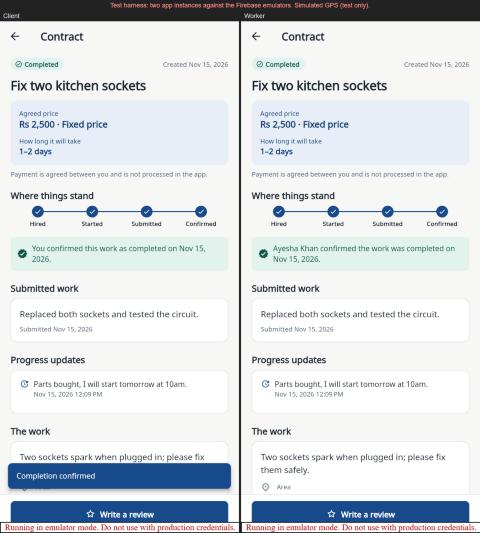 Test harness: two app instances against the Firebase emulators. Simulated GPS (test only).
Client
Contract
Completed
Created Nov 15, 2026
Fix two kitchen sockets
Agreed price
Rs 2,500 · Fixed price
How long it will take
1–2 days
Payment is agreed between you and is not processed in the app.
Where things stand
Hired Started Submitted Confirmed
You confirmed this work as completed on Nov 15,
2026.
Submitted work
Replaced both sockets and tested the circuit.
Submitted Nov 15, 2026
Progress updates
Parts bought, I will start tomorrow at 10am.
Nov 15, 2026 12:09 PM
The work
Two sockets spark when plugged in; please fix
Completion confirmed
Write a review
Running in emulator mode. Do not use with production credentials.
Worker
Contract
Completed
Created Nov 15, 2026
Fix two kitchen sockets
Agreed price
Rs 2,500 · Fixed price
How long it will take
1–2 days
Payment is agreed between you and is not processed in the app.
Where things stand
Hired Started Submitted Confirmed
Ayesha Khan confirmed the work was completed on
Nov 15, 2026.
Submitted work
Replaced both sockets and tested the circuit.
Submitted Nov 15, 2026
Progress updates
Parts bought, I will start tomorrow at 10am.
Nov 15, 2026 12:09 PM
The work
Two sockets spark when plugged in; please fix
them safely.
Area
Write a review
Running in emulator mode. Do not use with production credentials.